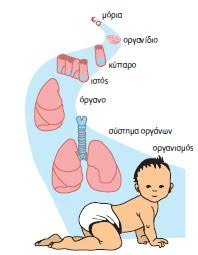 μόρια
οργανίδιο
κύτταρο
ιστός
όργανο
σύστημα οργάνων
οργανισμός